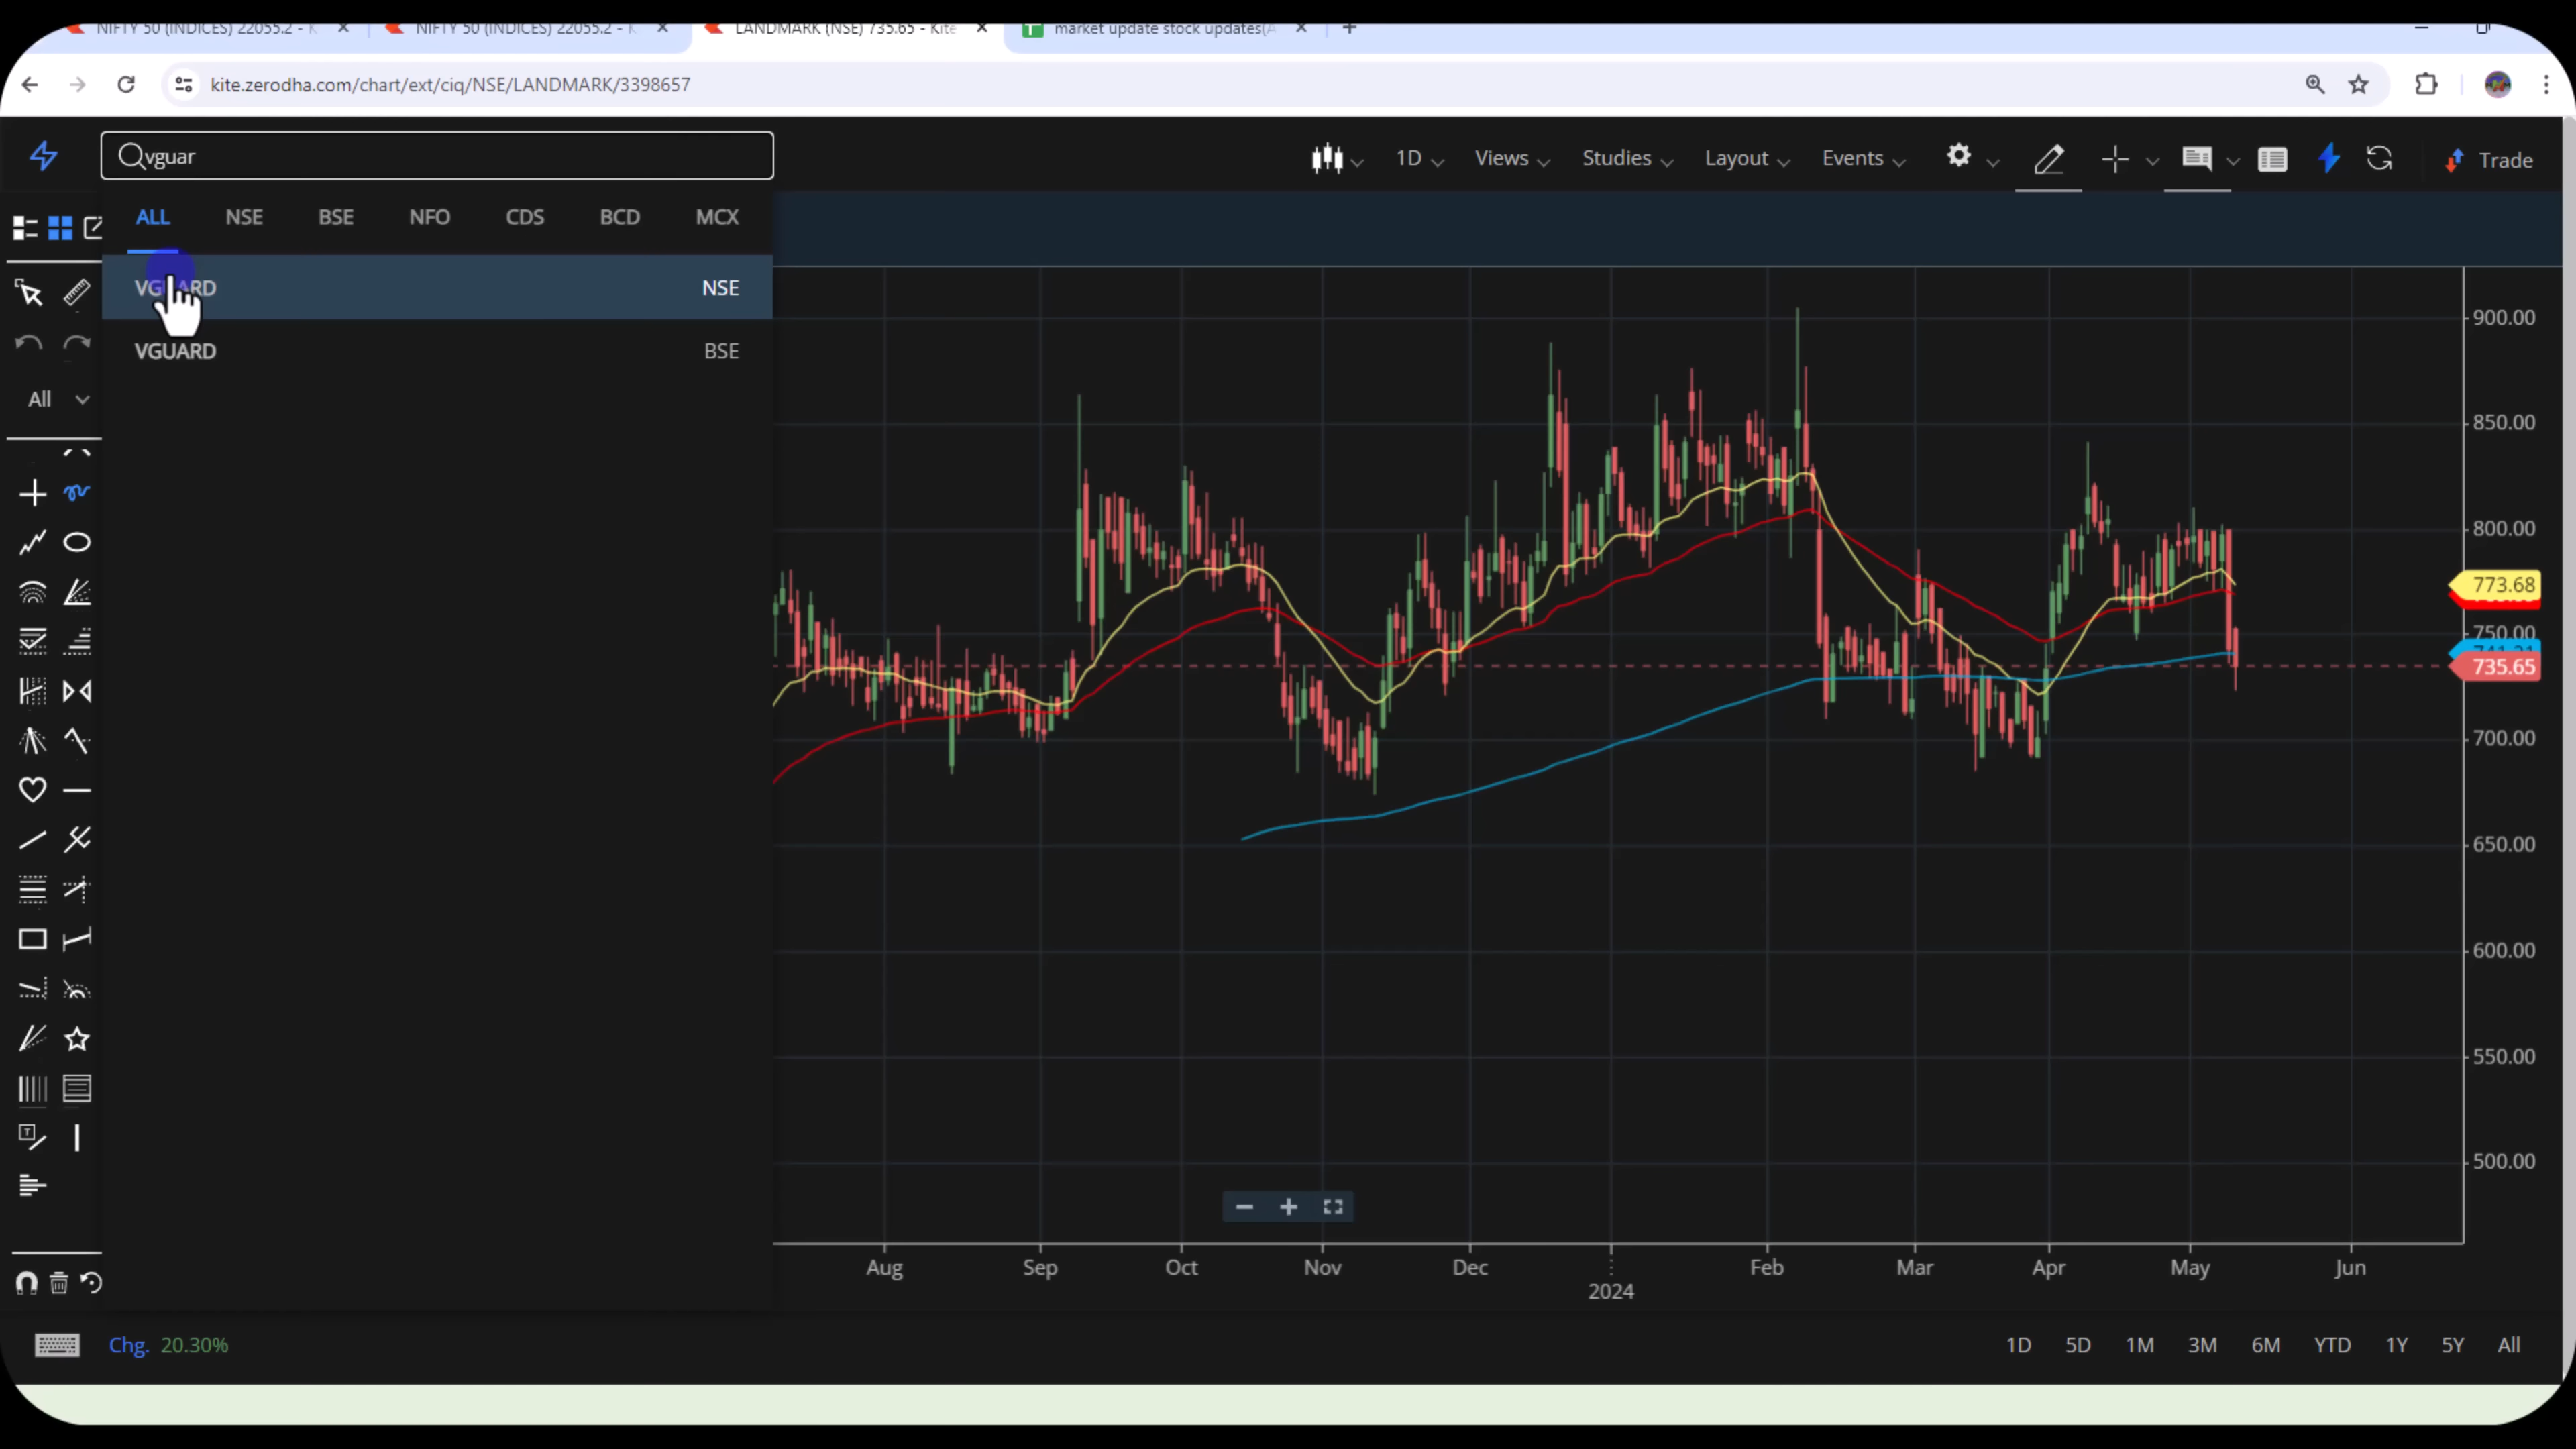 NIFTY 50 (INDICES) 22055.2 - K
NIFTY 50 (INDICES) 22055.2 - K
LANDMARK (NSE) 735.65 - Kite
market update stock updates(A
kite.zerodha.com/chart/ext/ciq/NSE/LANDMARK/3398657
vguar
1D
Views
Studies
Layout
Events
Trade
ALL
NSE
BSE
NFO
CDS
BCD
MCX
VGUARD NSE
VGUARD BSE
All
900.00
850.00
800.00
773.68
750.00
735.65
700.00
650.00
600.00
550.00
500.00
Aug
Sep
Oct
Nov
Dec
2024
Feb
Mar
Apr
May
Jun
Chg. 20.30%
1D
5D
1M
3M
6M
YTD
1Y
5Y
All